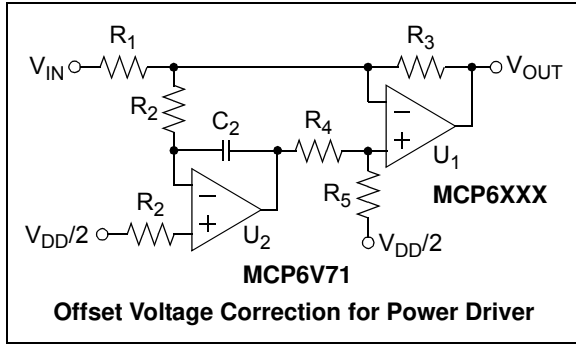 R1
R3
VIN
VOUT
R2
C2
R4
−
+
U1
R5
MCP6XXX
−
+
R2
VDD/2
U2
VDD/2
MCP6V71
Offset Voltage Correction for Power Driver